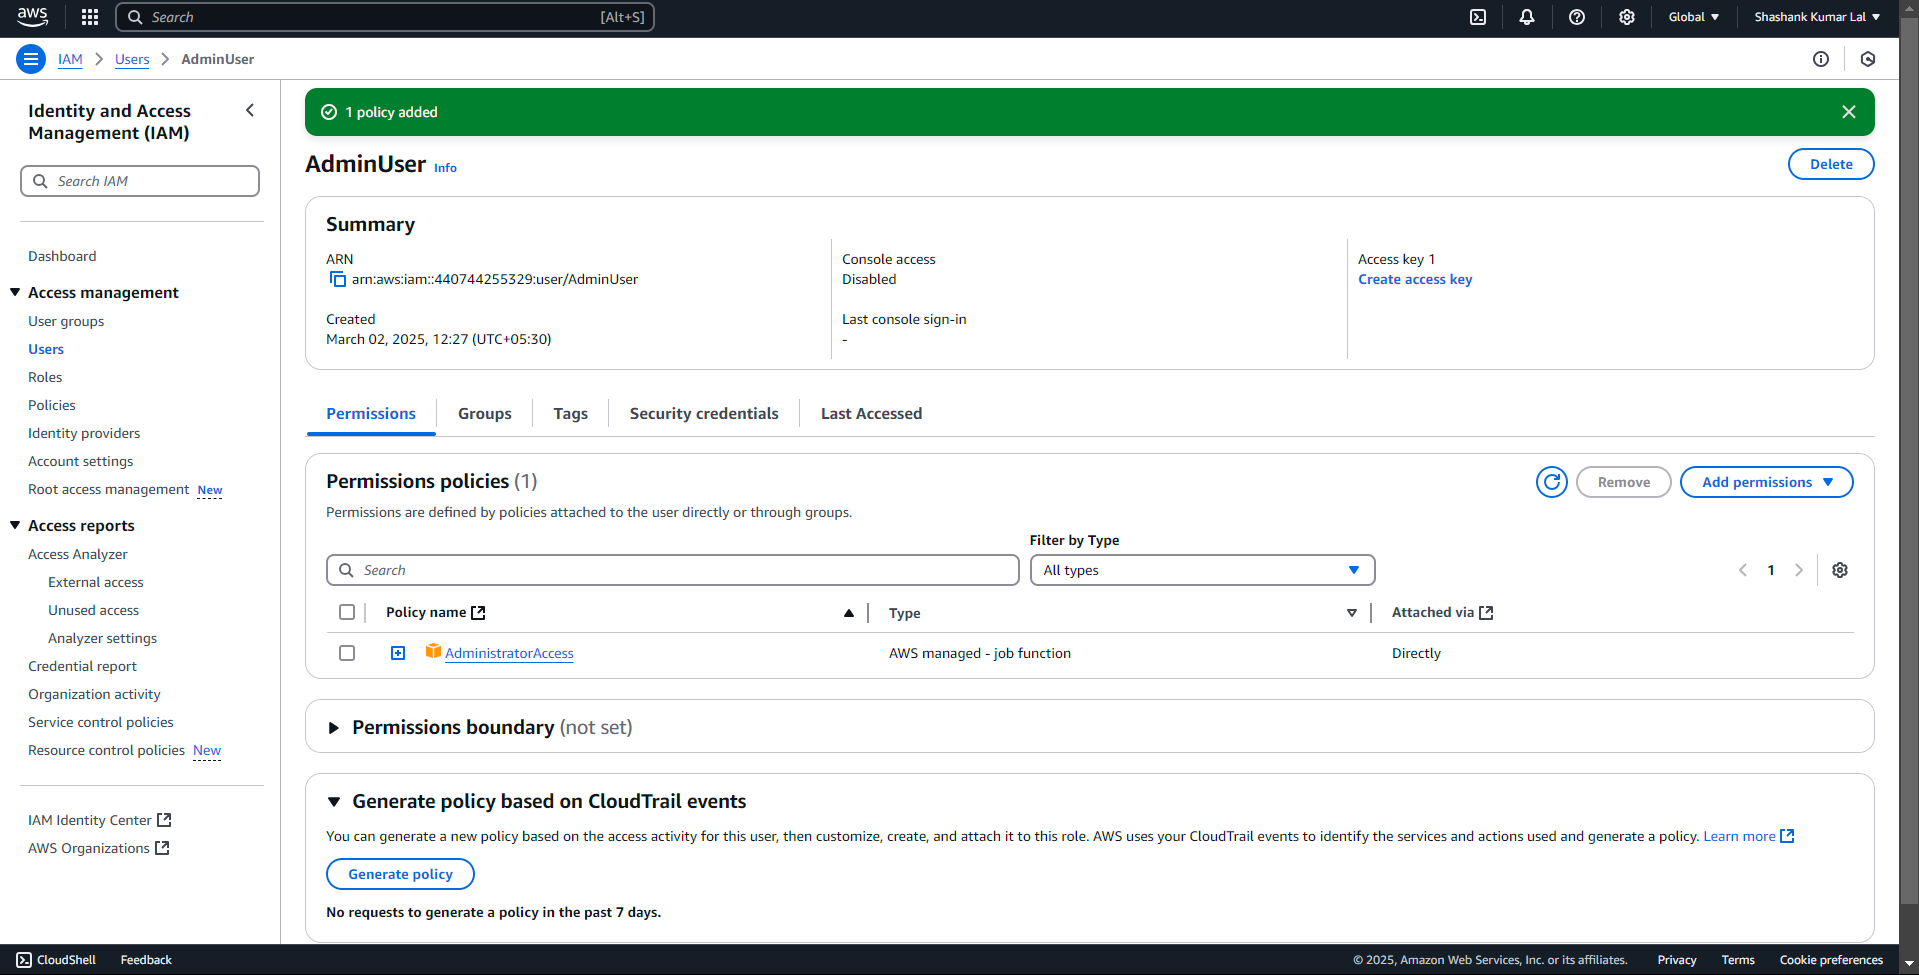 aws
Search [Alt+S]
Global
Shashank Kumar Lal
IAM > Users > AdminUser
Identity and Access Management (IAM)
Search IAM
Dashboard
Access management
User groups
Users
Roles
Policies
Identity providers
Account settings
Root access management New
Access reports
Access Analyzer
External access
Unused access
Analyzer settings
Credential report
Organization activity
Service control policies
Resource control policies New
IAM Identity Center
AWS Organizations
1 policy added
AdminUser Info
Delete
Summary
ARN
arn:aws:iam::440744255329:user/AdminUser
Created
March 02, 2025, 12:27 (UTC+05:30)
Console access
Disabled
Last console sign-in
-
Access key 1
Create access key
Permissions
Groups
Tags
Security credentials
Last Accessed
Permissions policies (1)
Remove
Add permissions
Permissions are defined by policies attached to the user directly or through groups.
Filter by Type
Search
All types
1
Policy name
Type
Attached via
AdministratorAccess
AWS managed - job function
Directly
Permissions boundary (not set)
Generate policy based on CloudTrail events
You can generate a new policy based on the access activity for this user, then customize, create, and attach it to this role. AWS uses your CloudTrail events to identify the services and actions used and generate a policy. Learn more
Generate policy
No requests to generate a policy in the past 7 days.
CloudShell
Feedback
© 2025, Amazon Web Services, Inc. or its affiliates.
Privacy
Terms
Cookie preferences